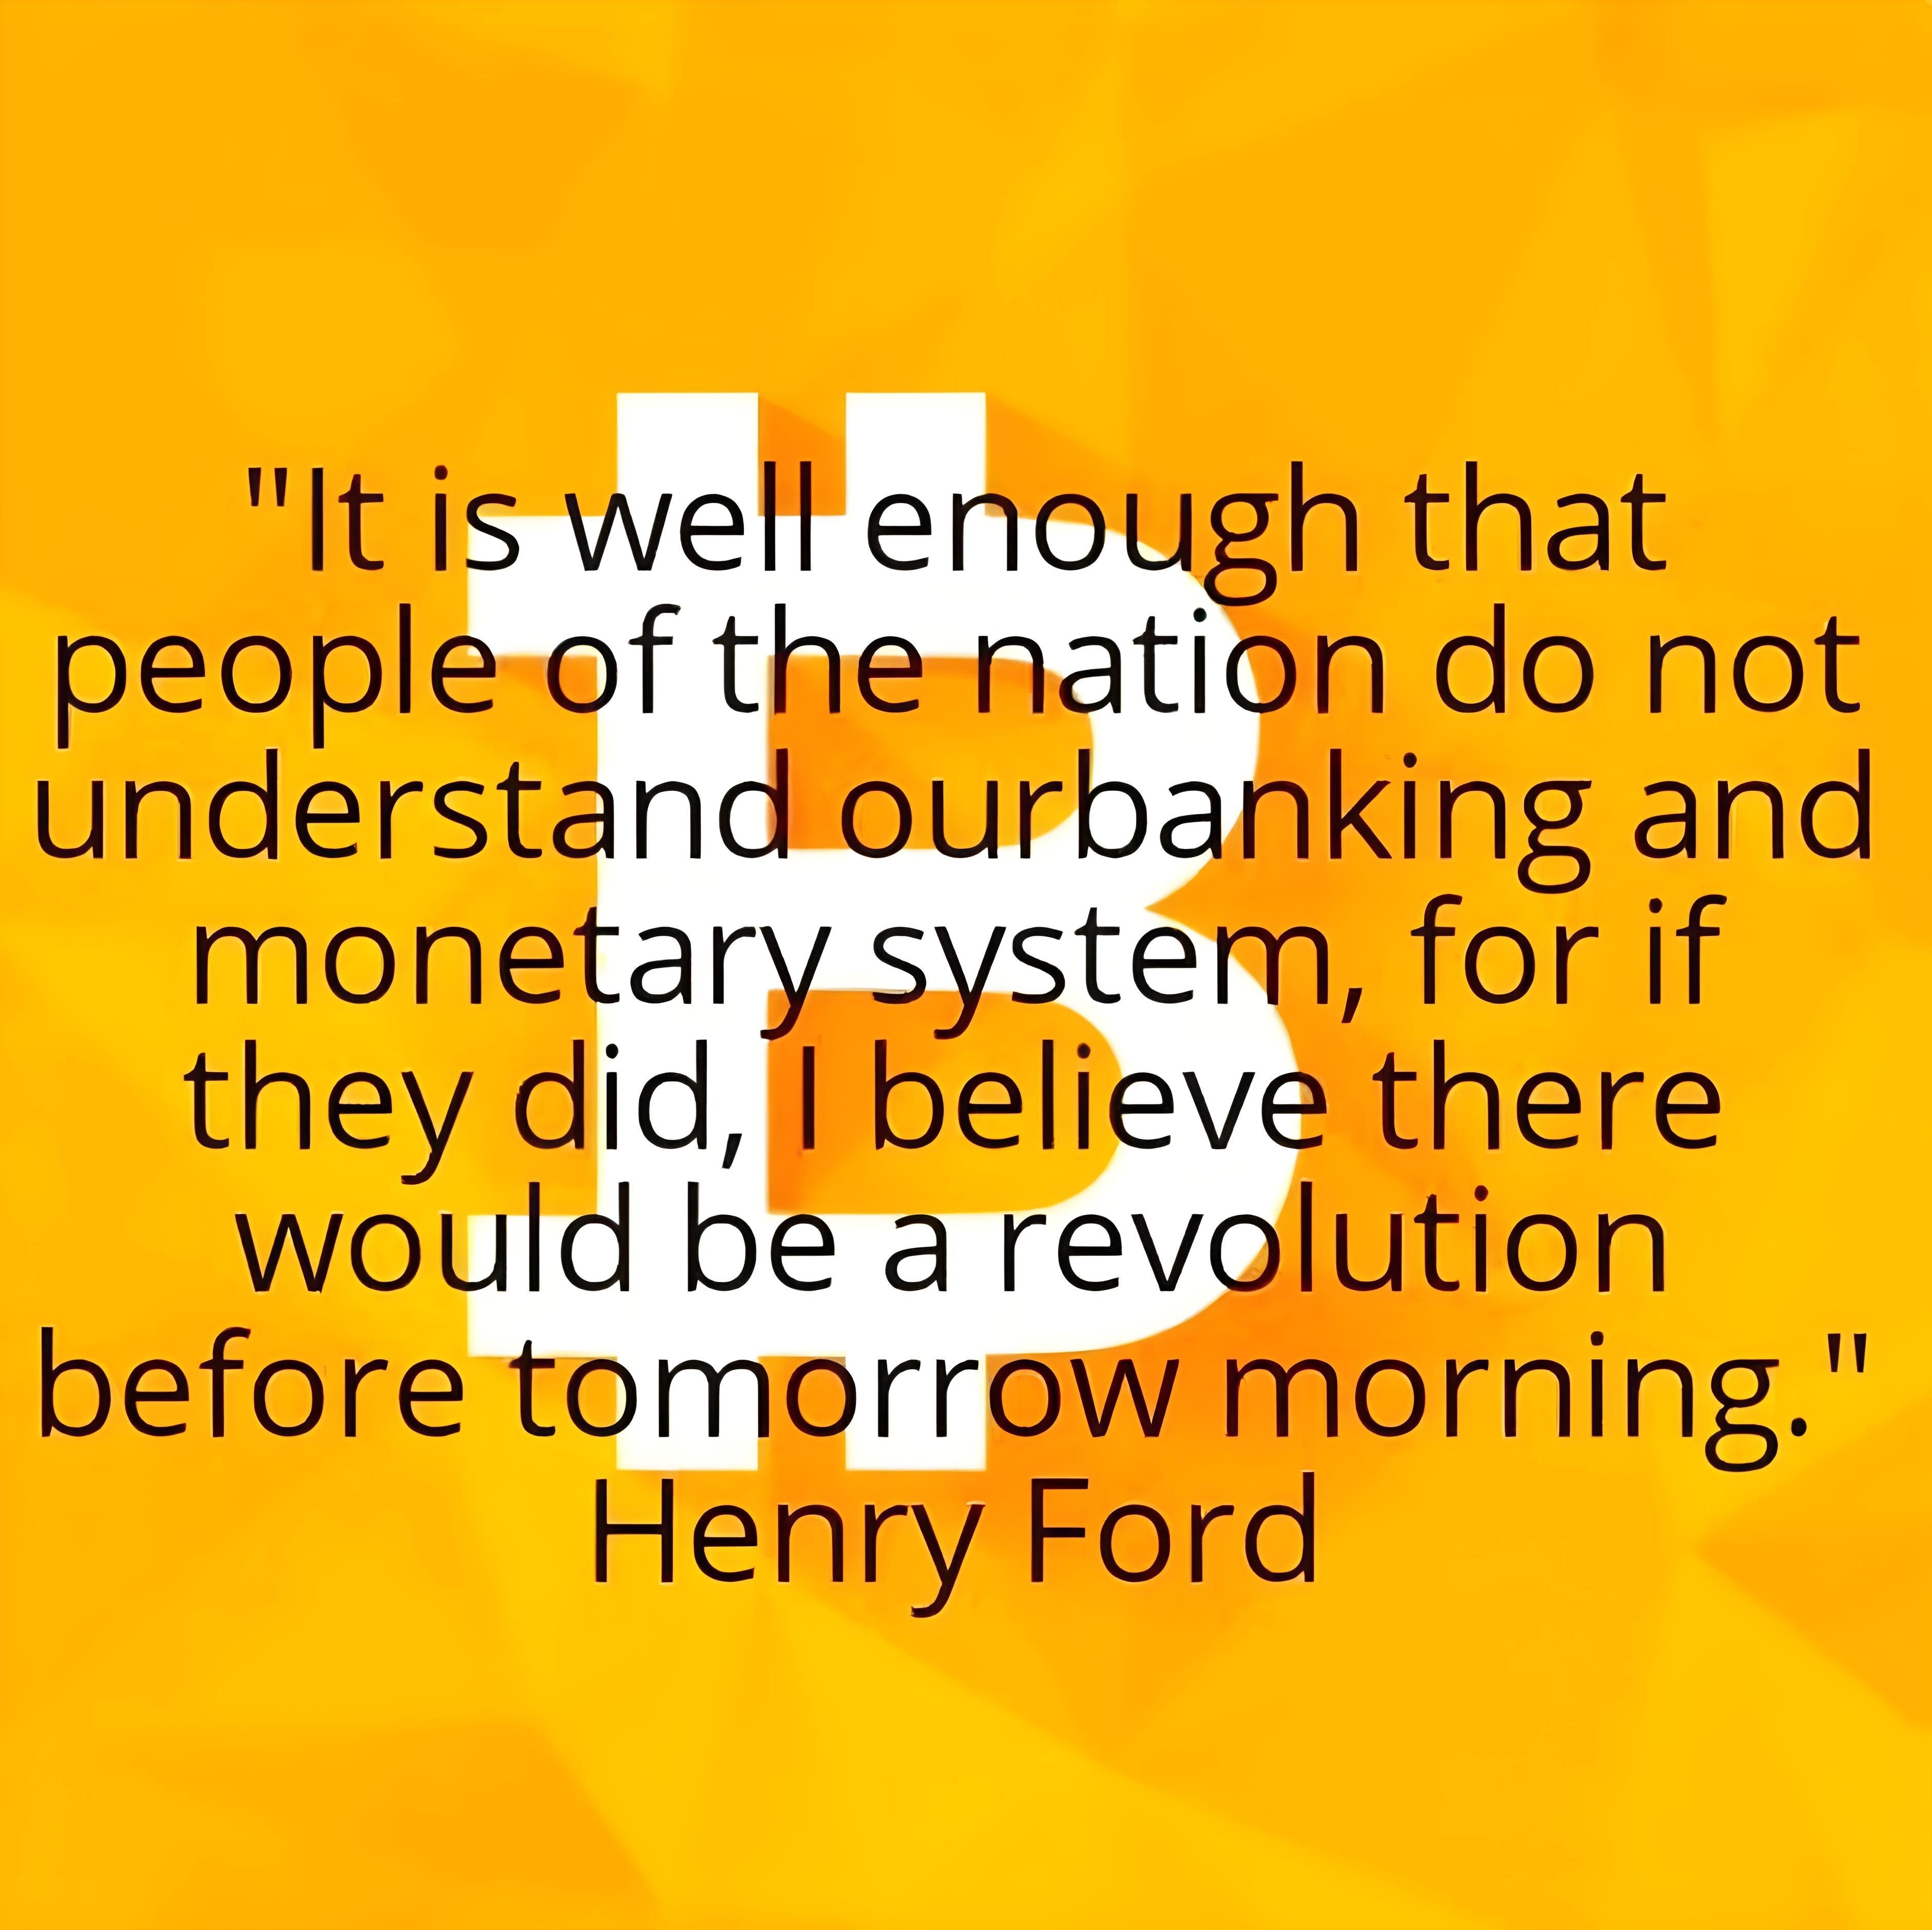 "It is well enough that
people of the nation do not
understand ourbanking and
monetary system, for if
they did, I believe there
would be a revolution
before tomorrow morning."
Henry Ford